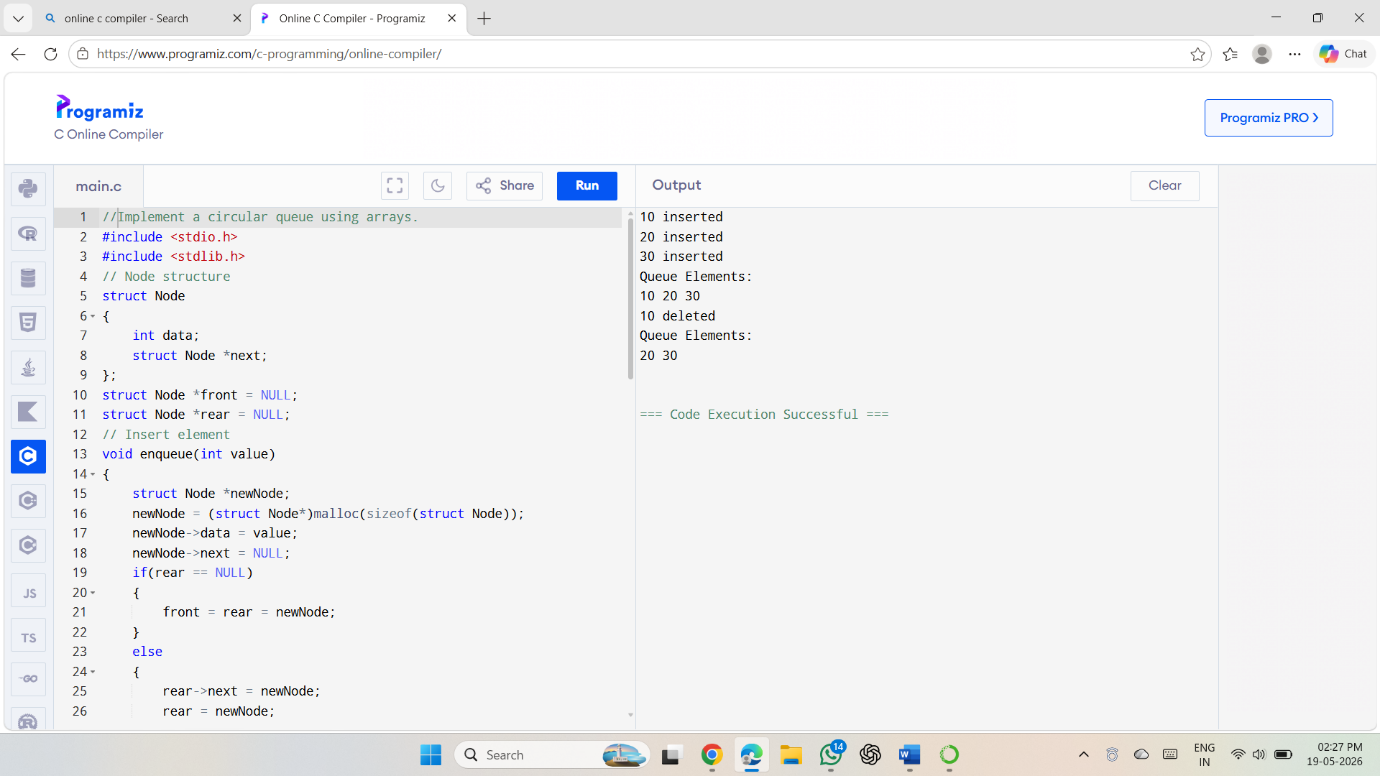 online c compiler - Search
Online C Compiler - Programiz
https://www.programiz.com/c-programming/online-compiler/
Chat
Programiz
C Online Compiler
Programiz PRO >
main.c
Share
Run
Output
Clear
1 //Implement a circular queue using arrays.
2 #include <stdio.h>
3 #include <stdlib.h>
4 // Node structure
5 struct Node
6 {
7 int data;
8 struct Node *next;
9 };
10 struct Node *front = NULL;
11 struct Node *rear = NULL;
12 // Insert element
13 void enqueue(int value)
14 {
15 struct Node *newNode;
16 newNode = (struct Node*)malloc(sizeof(struct Node));
17 newNode->data = value;
18 newNode->next = NULL;
19 if(rear == NULL)
20 {
21 front = rear = newNode;
22 }
23 else
24 {
25 rear->next = newNode;
26 rear = newNode;
10 inserted
20 inserted
30 inserted
Queue Elements:
10 20 30
10 deleted
Queue Elements:
20 30
=== Code Execution Successful ===
JS
TS
GO
Search
14
ENG
IN
02:27 PM
19-05-2026